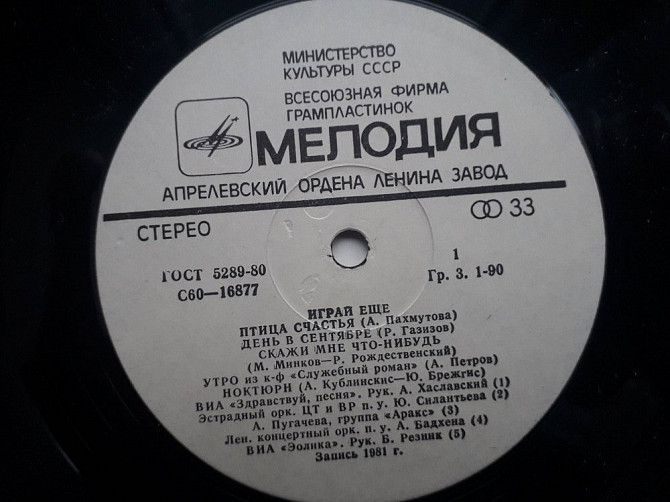 МИНИСТЕРСТВО
КУЛЬТУРЫ СССР
ВСЕСОЮЗНАЯ ФИРМА
ГРАМПЛАСТИНОК
МЕЛОДИЯ
АПРЕЛЕВСКИЙ ОРДЕНА ЛЕНИНА ЗАВОД
СТЕРЕО 33
ГОСТ 5289-80 1
С60—16877 Гр. 3. 1-90
ИГРАЙ ЕЩЕ
ПТИЦА СЧАСТЬЯ (А. Пахмутова)
ДЕНЬ В СЕНТЯБРЕ (Р. Газизов)
СКАЖИ МНЕ ЧТО-НИБУДЬ
(М. Минков—Р. Рождественский)
УТРО из к-ф «Служебный роман» (А. Петров)
НОКТЮРН (А. Кублинскис—Ю. Брежгис)
ВИА «Здравствуй, песня». Рук. А. Хаславский (1)
Эстрадный орк. ЦТ и ВР п. у. Ю. Силантьева (2)
А. Пугачева, группа «Аракс» (3)
Лен. концертный орк. п. у. А. Бадхена (4)
ВИА «Эолика». Рук. Б. Резник (5)
Запись 1981 г.